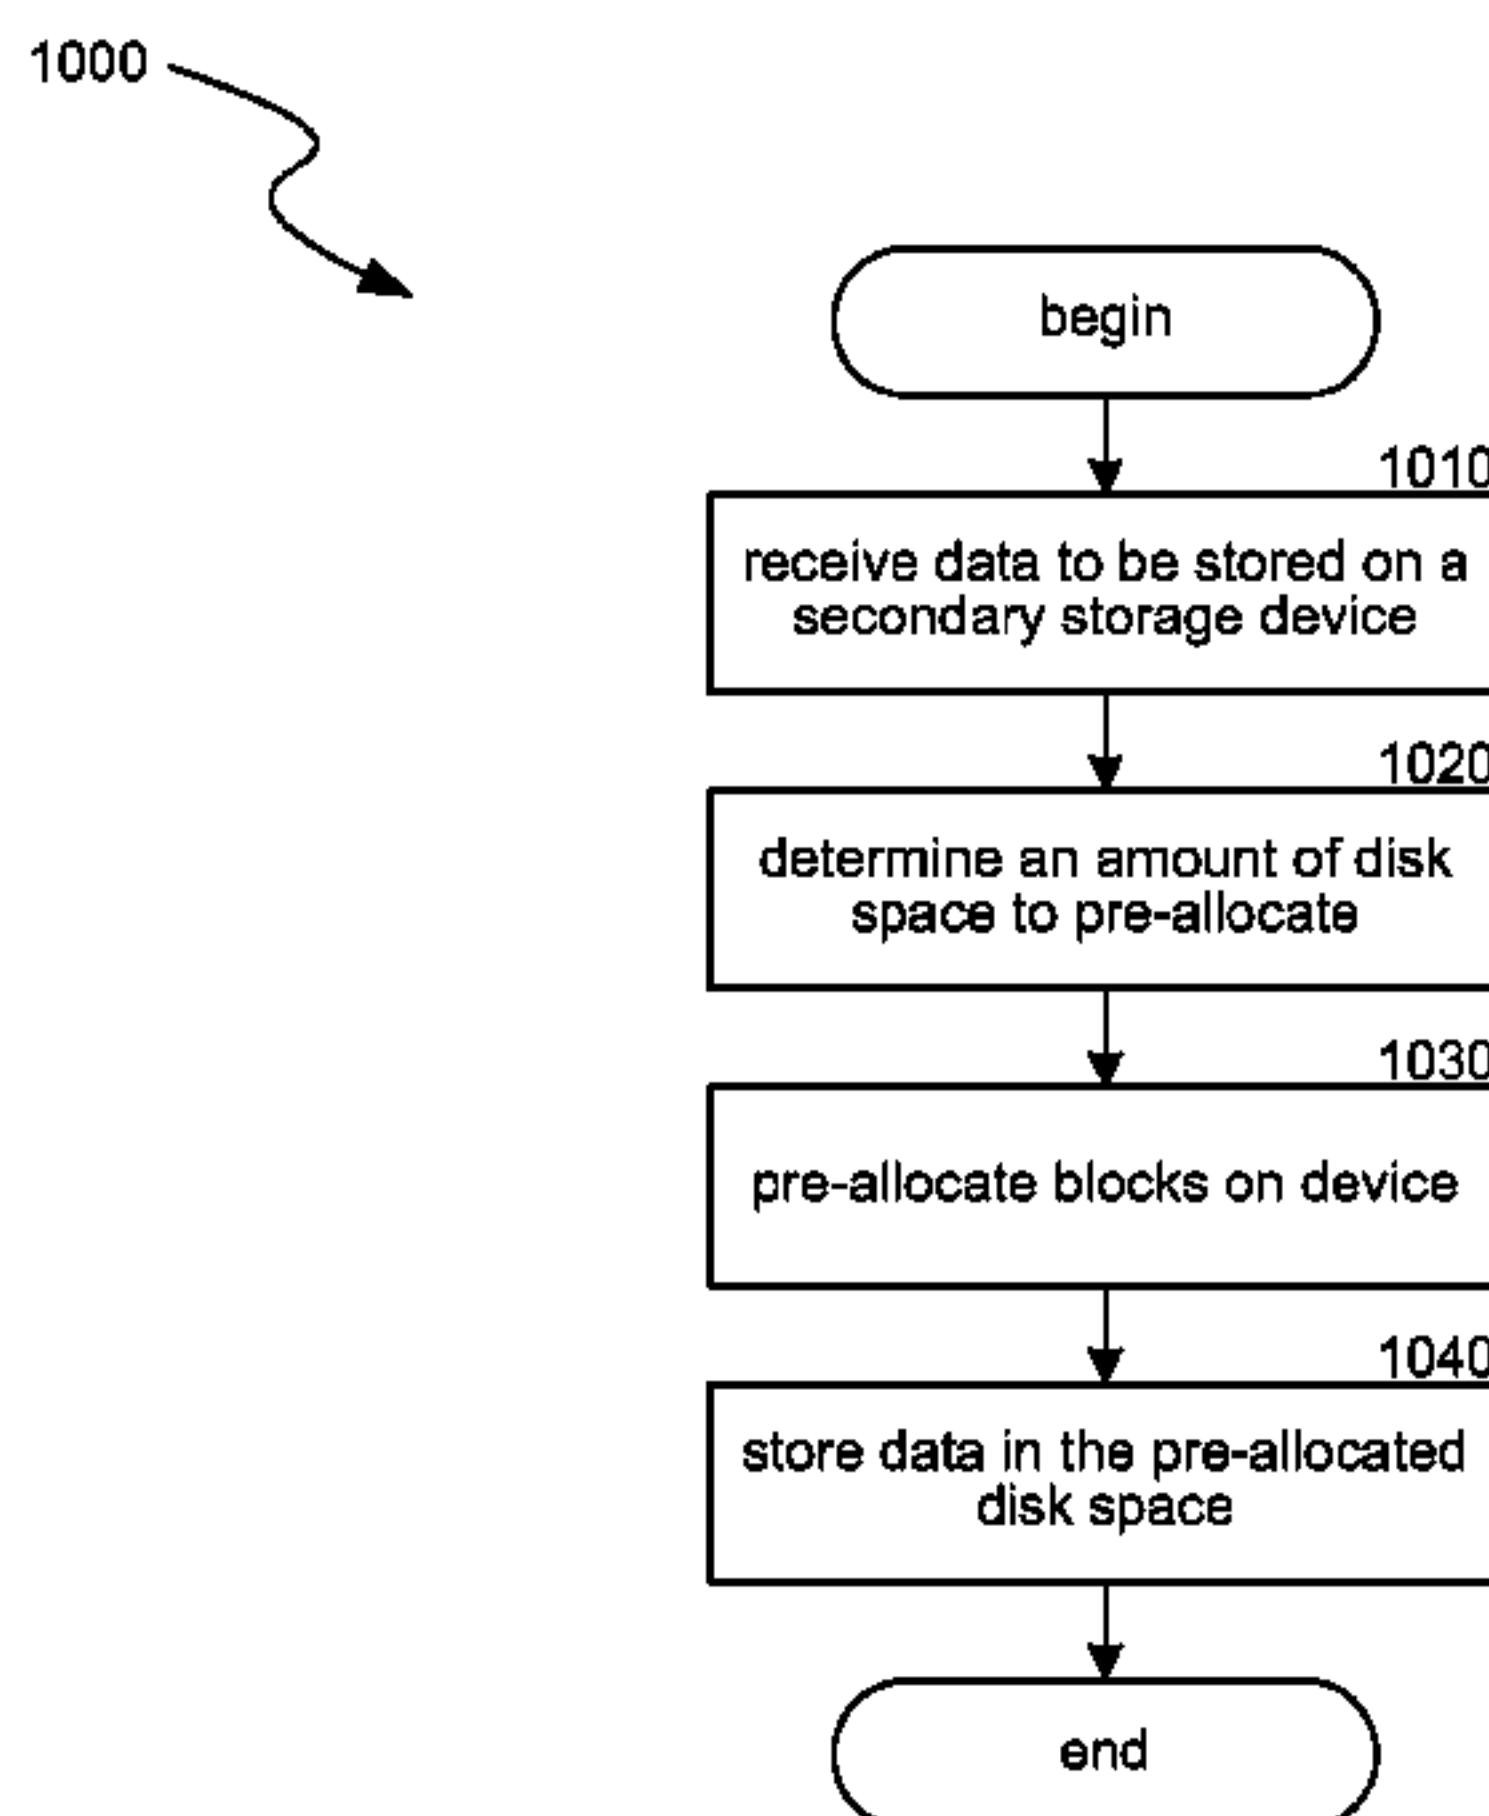 1000
begin
1010
receive data to be stored on a
secondary storage device
1020
determine an amount of disk
space to pre-allocate
1030
pre-allocate blocks on device
1040
store data in the pre-allocated
disk space
end